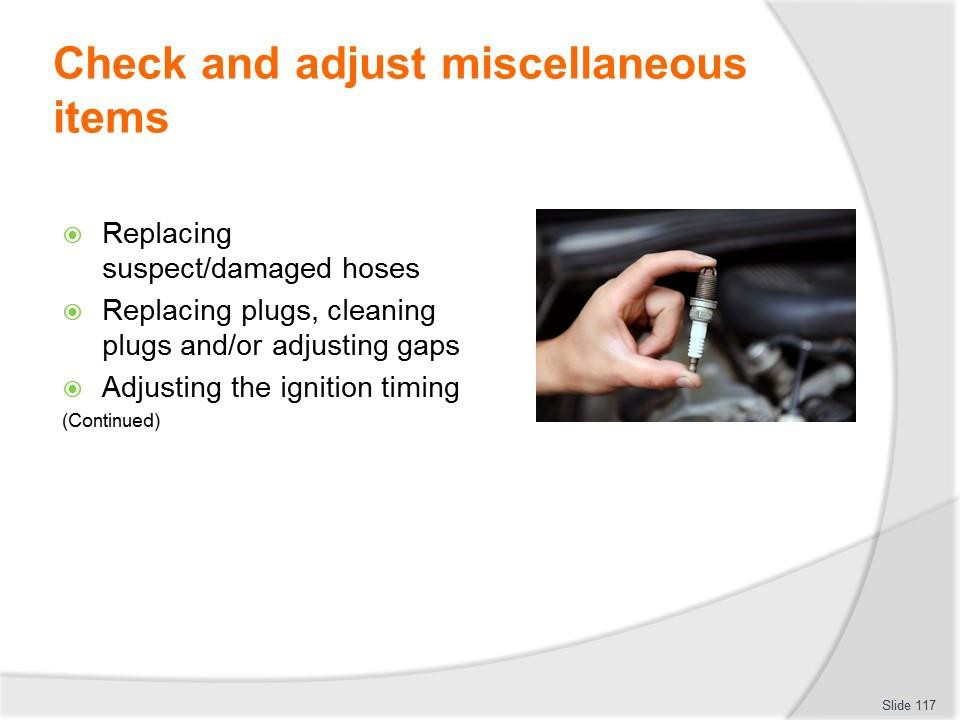 Check and adjust miscellaneous
items
Replacing
suspect/damaged hoses
Replacing plugs, cleaning
plugs and/or adjusting gaps
Adjusting the ignition timing
(Continued)
Slide 117